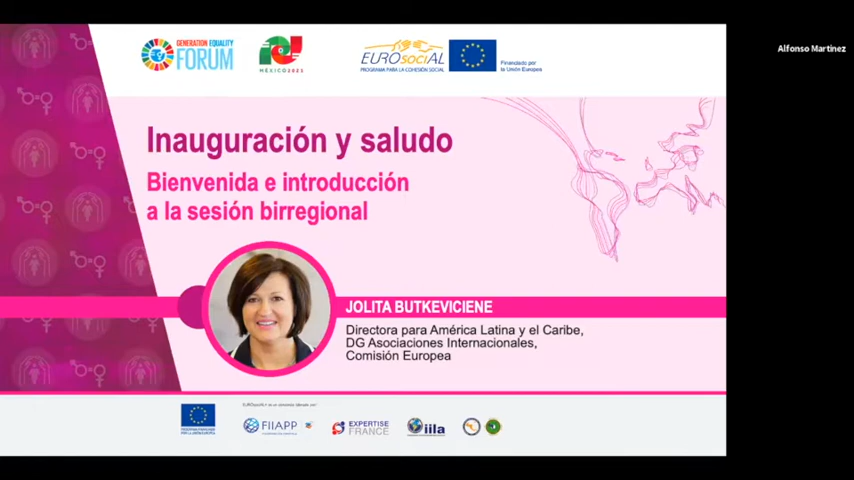 Alfonso Martinez
GENERATION EQUALITY
FORUM
MÉXICO2021
EUROsociAL
PROGRAMA PARA LA COHESIÓN SOCIAL
Financiado por
la Unión Europea
Inauguración y saludo
Bienvenida e introducción
a la sesión birregional
JOLITA BUTKEVICIENE
Directora para América Latina y el Caribe,
DG Asociaciones Internacionales,
Comisión Europea
FIIAPP
EXPERTISE
FRANCE
iila